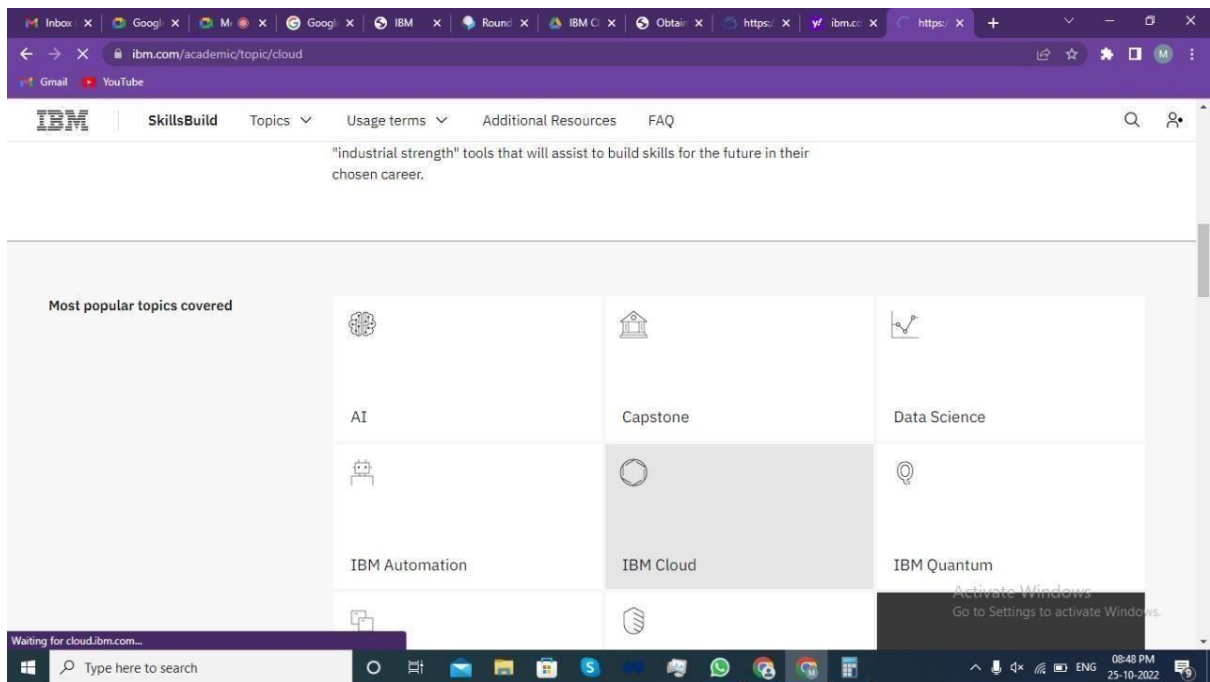 Inbox
Googl
Me
Googl
IBM
Round
IBM Cl
Obtain
https:/
ibm.co
https:/
ibm.com/academic/topic/cloud
M
Gmail
YouTube
IBM
SkillsBuild
Topics
Usage terms
Additional Resources
FAQ
"industrial strength" tools that will assist to build skills for the future in their
chosen career.
Most popular topics covered
AI
Capstone
Data Science
IBM Automation
IBM Cloud
IBM Quantum
Activate Windows
Go to Settings to activate Windows.
Waiting for cloud.ibm.com...
Type here to search
ENG
08:48 PM
25-10-2022
9